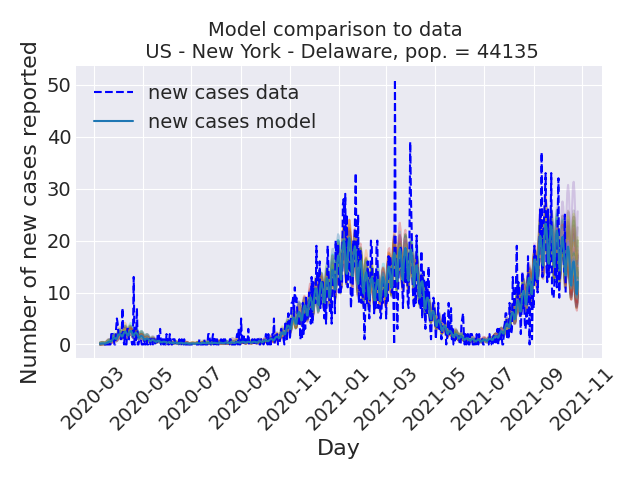 Model comparison to data
US - New York - Delaware, pop. = 44135
Number of new cases reported
50
40
30
20
10
0
new cases data
new cases model
2020-03
2020-05
2020-07
2020-09
2020-11
2021-01
2021-03
2021-05
2021-07
2021-09
2021-11
Day